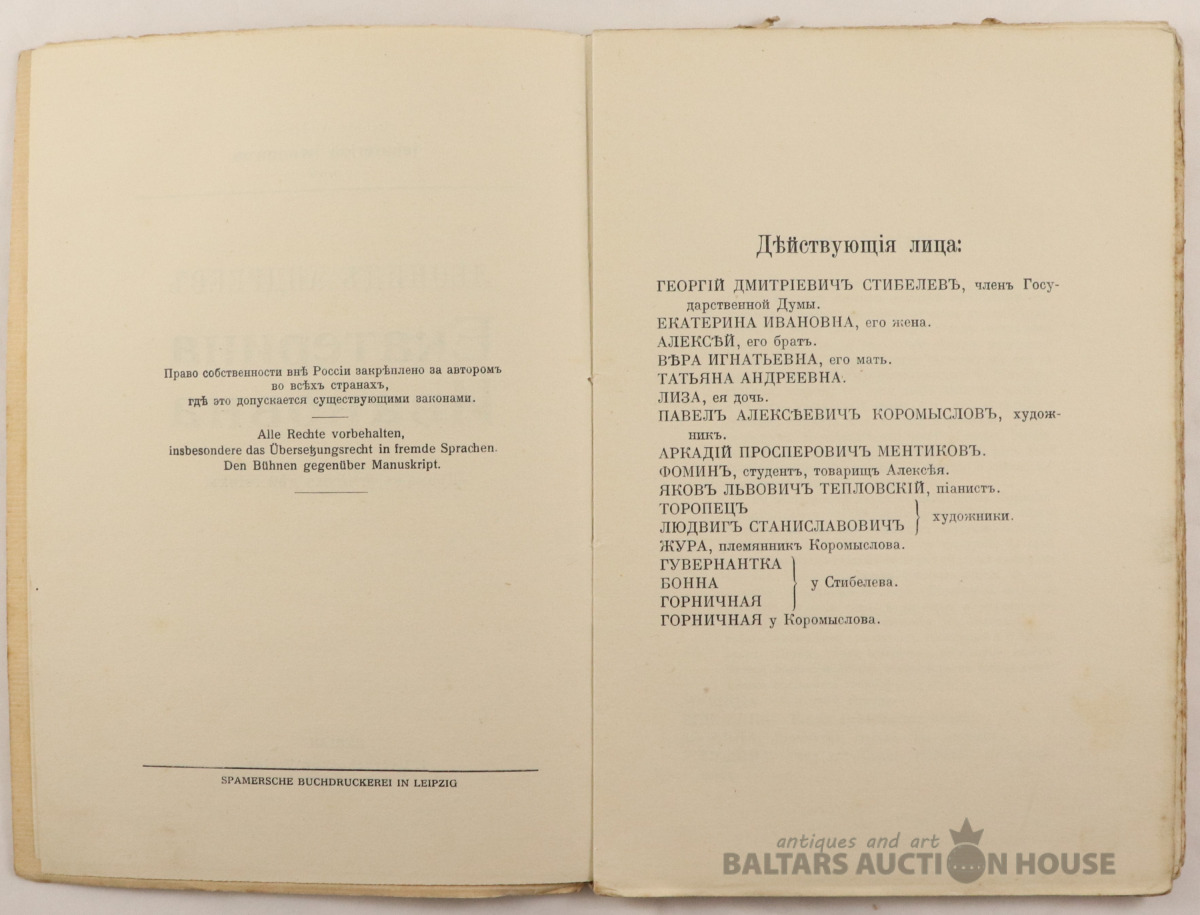 Право собственности внѣ Россіи закрѣплено за авторомъ
во всѣхъ странахъ,
гдѣ это допускается существующими законами.
Alle Rechte vorbehalten,
insbesondere das Übersetzungsrecht in fremde Sprachen.
Den Bühnen gegenüber Manuskript.
SPAMERSCHE BUCHDRUCKEREI IN LEIPZIG
Дѣйствующія лица:
ГЕОРГІЙ ДМИТРІЕВИЧЪ СТИБЕЛЕВЪ, членъ Госу-
дарственной Думы.
ЕКАТЕРИНА ИВАНОВНА, его жена.
АЛЕКСѢЙ, его братъ.
ВѢРА ИГНАТЬЕВНА, его мать.
ТАТЬЯНА АНДРЕЕВНА.
ЛИЗА, ея дочь.
ПАВЕЛЪ АЛЕКСѢЕВИЧЪ КОРОМЫСЛОВЪ, худож-
никъ.
АРКАДІЙ ПРОСПЕРОВИЧЪ МЕНТИКОВЪ.
ФОМИНЪ, студентъ, товарищъ Алексѣя.
ЯКОВЪ ЛЬВОВИЧЪ ТЕПЛОВСКІЙ, піанистъ.
ТОРОПЕЦЪ
ЛЮДВИГЪ СТАНИСЛАВОВИЧЪ } художники.
ЖУРА, племянникъ Коромыслова.
ГУВЕРНАНТКА
БОННА } у Стибелева.
ГОРНИЧНАЯ
ГОРНИЧНАЯ у Коромыслова.
antiques and art
BALTARS AUCTION HOUSE